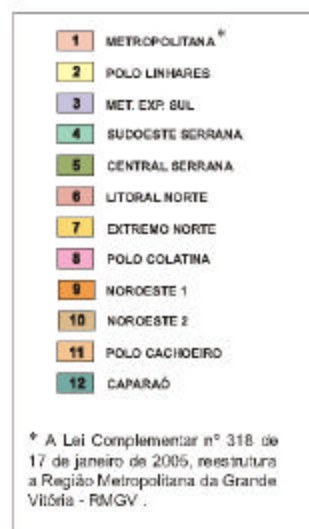 1 METROPOLITANA*
2 POLO LINHARES
3 MET. EXP. SUL
4 SUDOESTE SERRANA
5 CENTRAL SERRANA
6 LITORAL NORTE
7 EXTREMO NORTE
8 POLO COLATINA
9 NOROESTE 1
10 NOROESTE 2
11 POLO CACHOEIRO
12 CAPARAÓ
* A Lei Complementar nº 318 de
17 de janeiro de 2005, reestrutura
a Região Metropolitana da Grande
Vitória - RMGV .